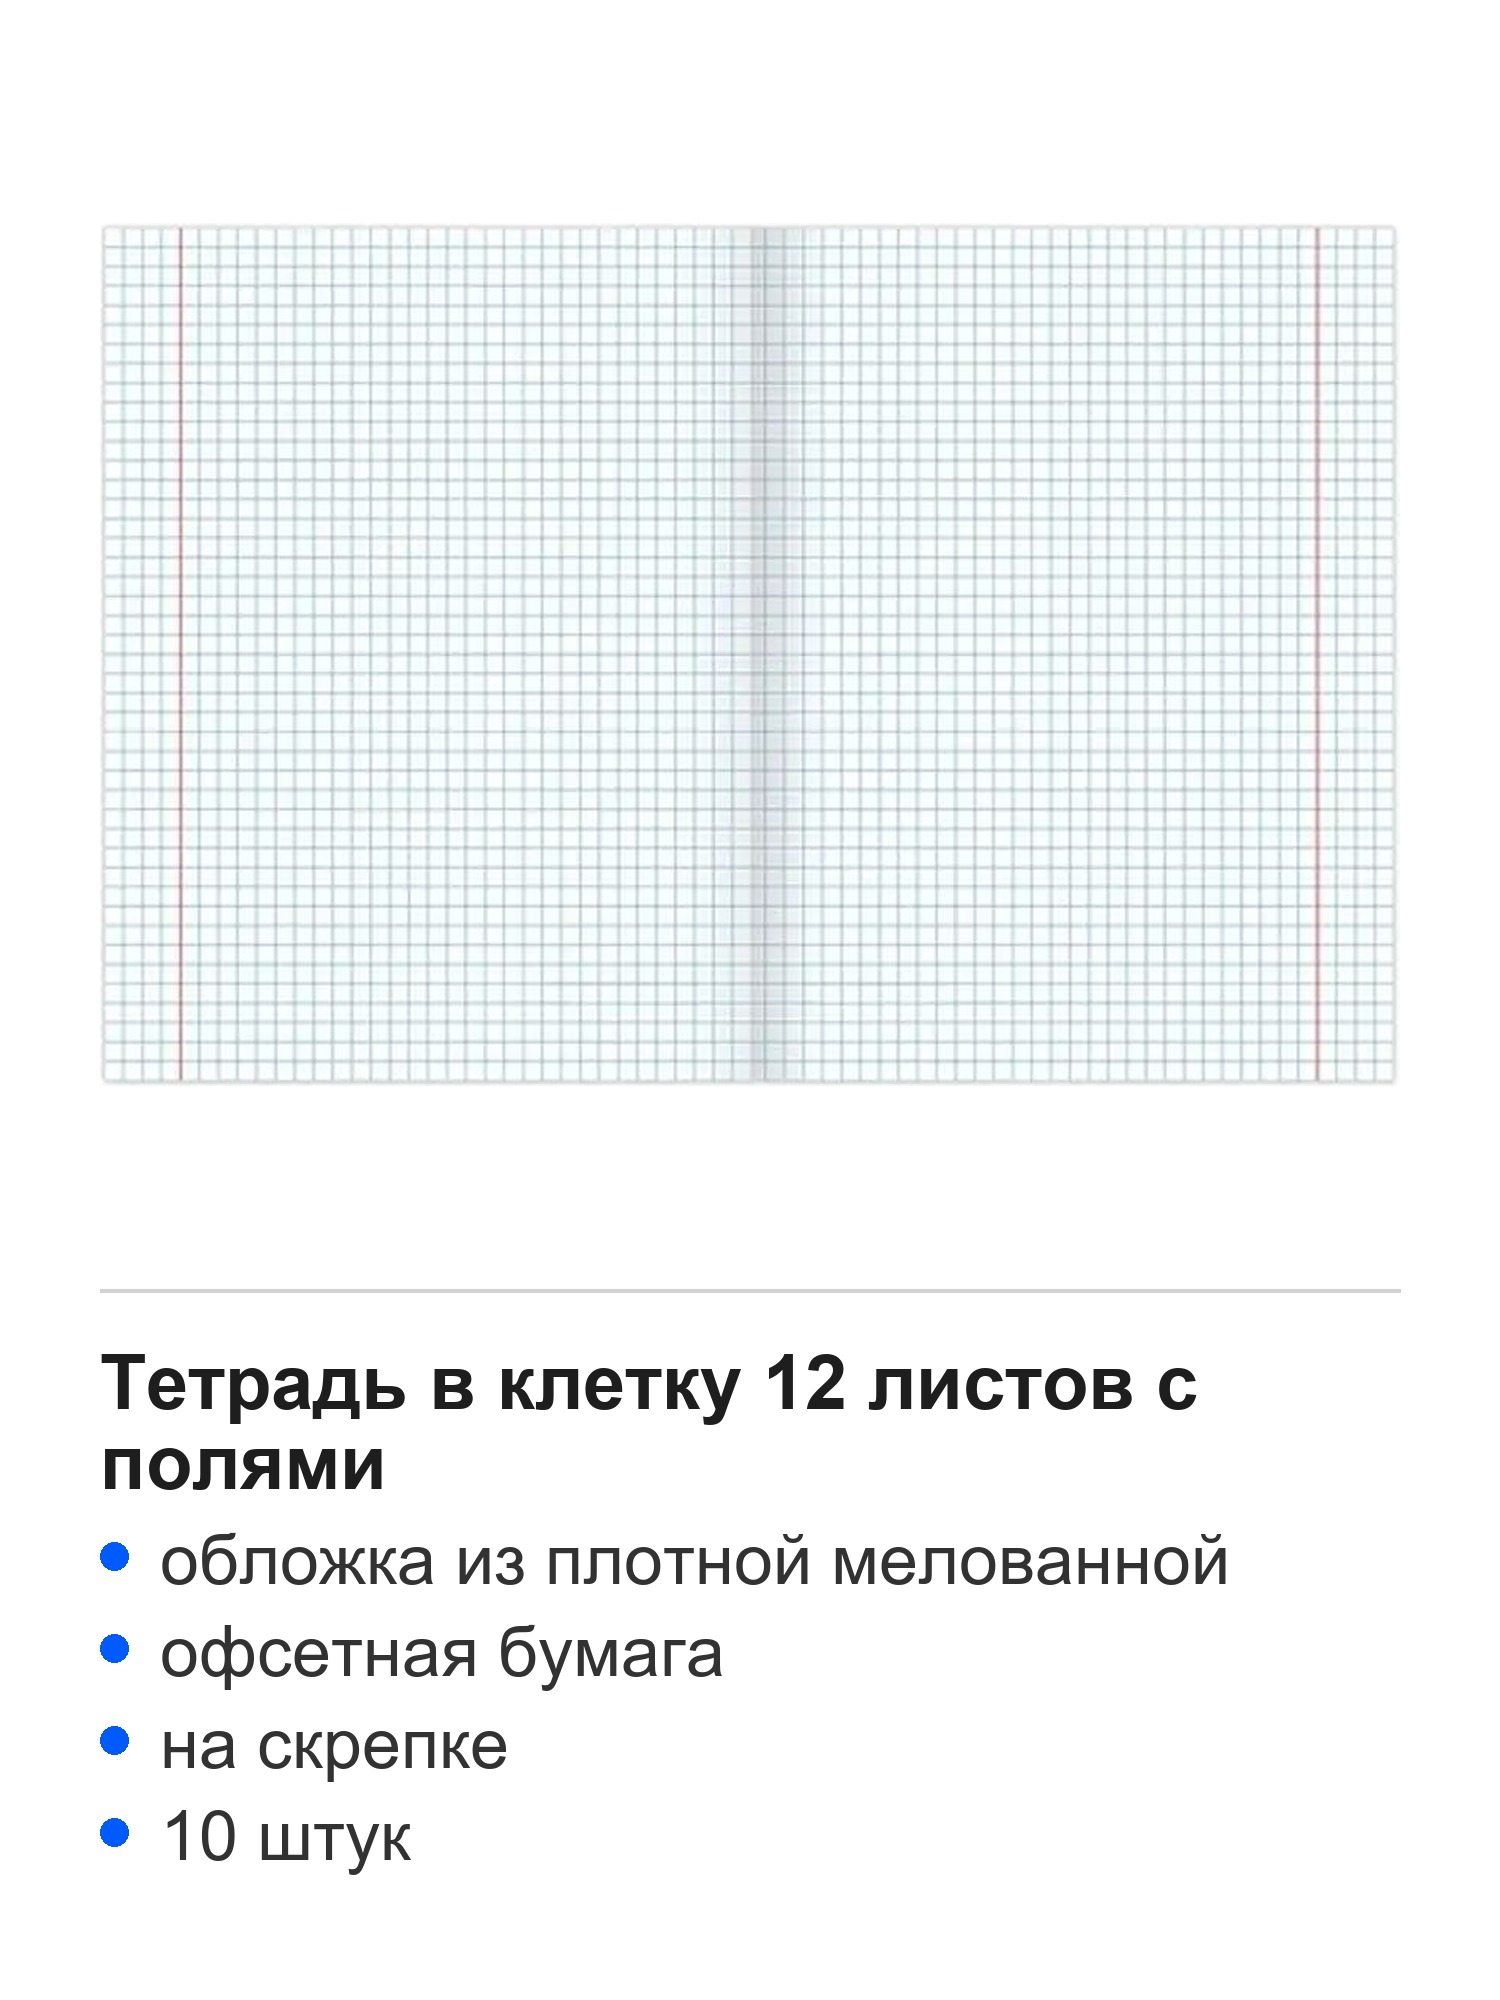 Тетрадь в клетку 12 листов с
полями
обложка из плотной мелованной
офсетная бумага
на скрепке
10 штук